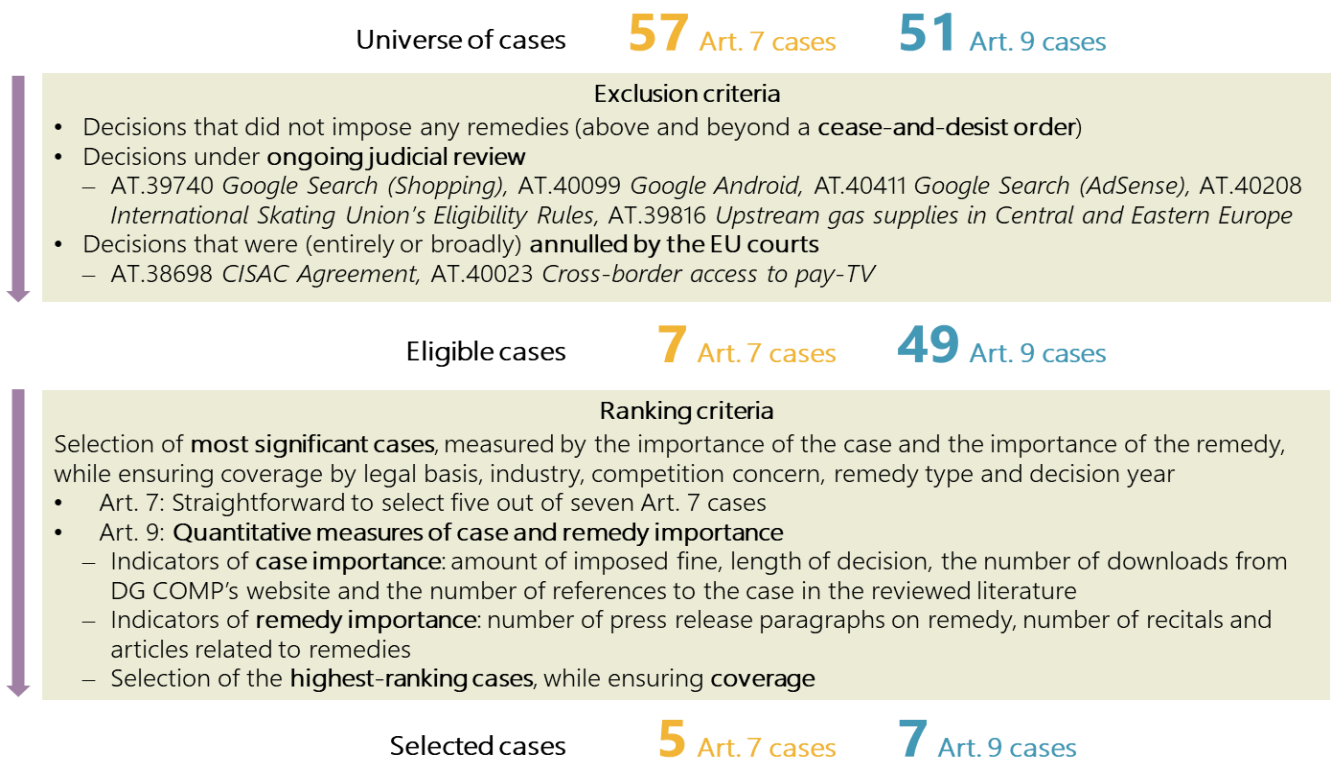 Universe of cases 57 Art. 7 cases 51 Art. 9 cases
Exclusion criteria
• Decisions that did not impose any remedies (above and beyond a cease-and-desist order)
• Decisions under ongoing judicial review
– AT.39740 Google Search (Shopping), AT.40099 Google Android, AT.40411 Google Search (AdSense), AT.40208
International Skating Union's Eligibility Rules, AT.39816 Upstream gas supplies in Central and Eastern Europe
• Decisions that were (entirely or broadly) annulled by the EU courts
– AT.38698 CISAC Agreement, AT.40023 Cross-border access to pay-TV
Eligible cases 7 Art. 7 cases 49 Art. 9 cases
Ranking criteria
Selection of most significant cases, measured by the importance of the case and the importance of the remedy,
while ensuring coverage by legal basis, industry, competition concern, remedy type and decision year
• Art. 7: Straightforward to select five out of seven Art. 7 cases
• Art. 9: Quantitative measures of case and remedy importance
– Indicators of case importance: amount of imposed fine, length of decision, the number of downloads from
DG COMP's website and the number of references to the case in the reviewed literature
– Indicators of remedy importance: number of press release paragraphs on remedy, number of recitals and
articles related to remedies
– Selection of the highest-ranking cases, while ensuring coverage
Selected cases 5 Art. 7 cases 7 Art. 9 cases